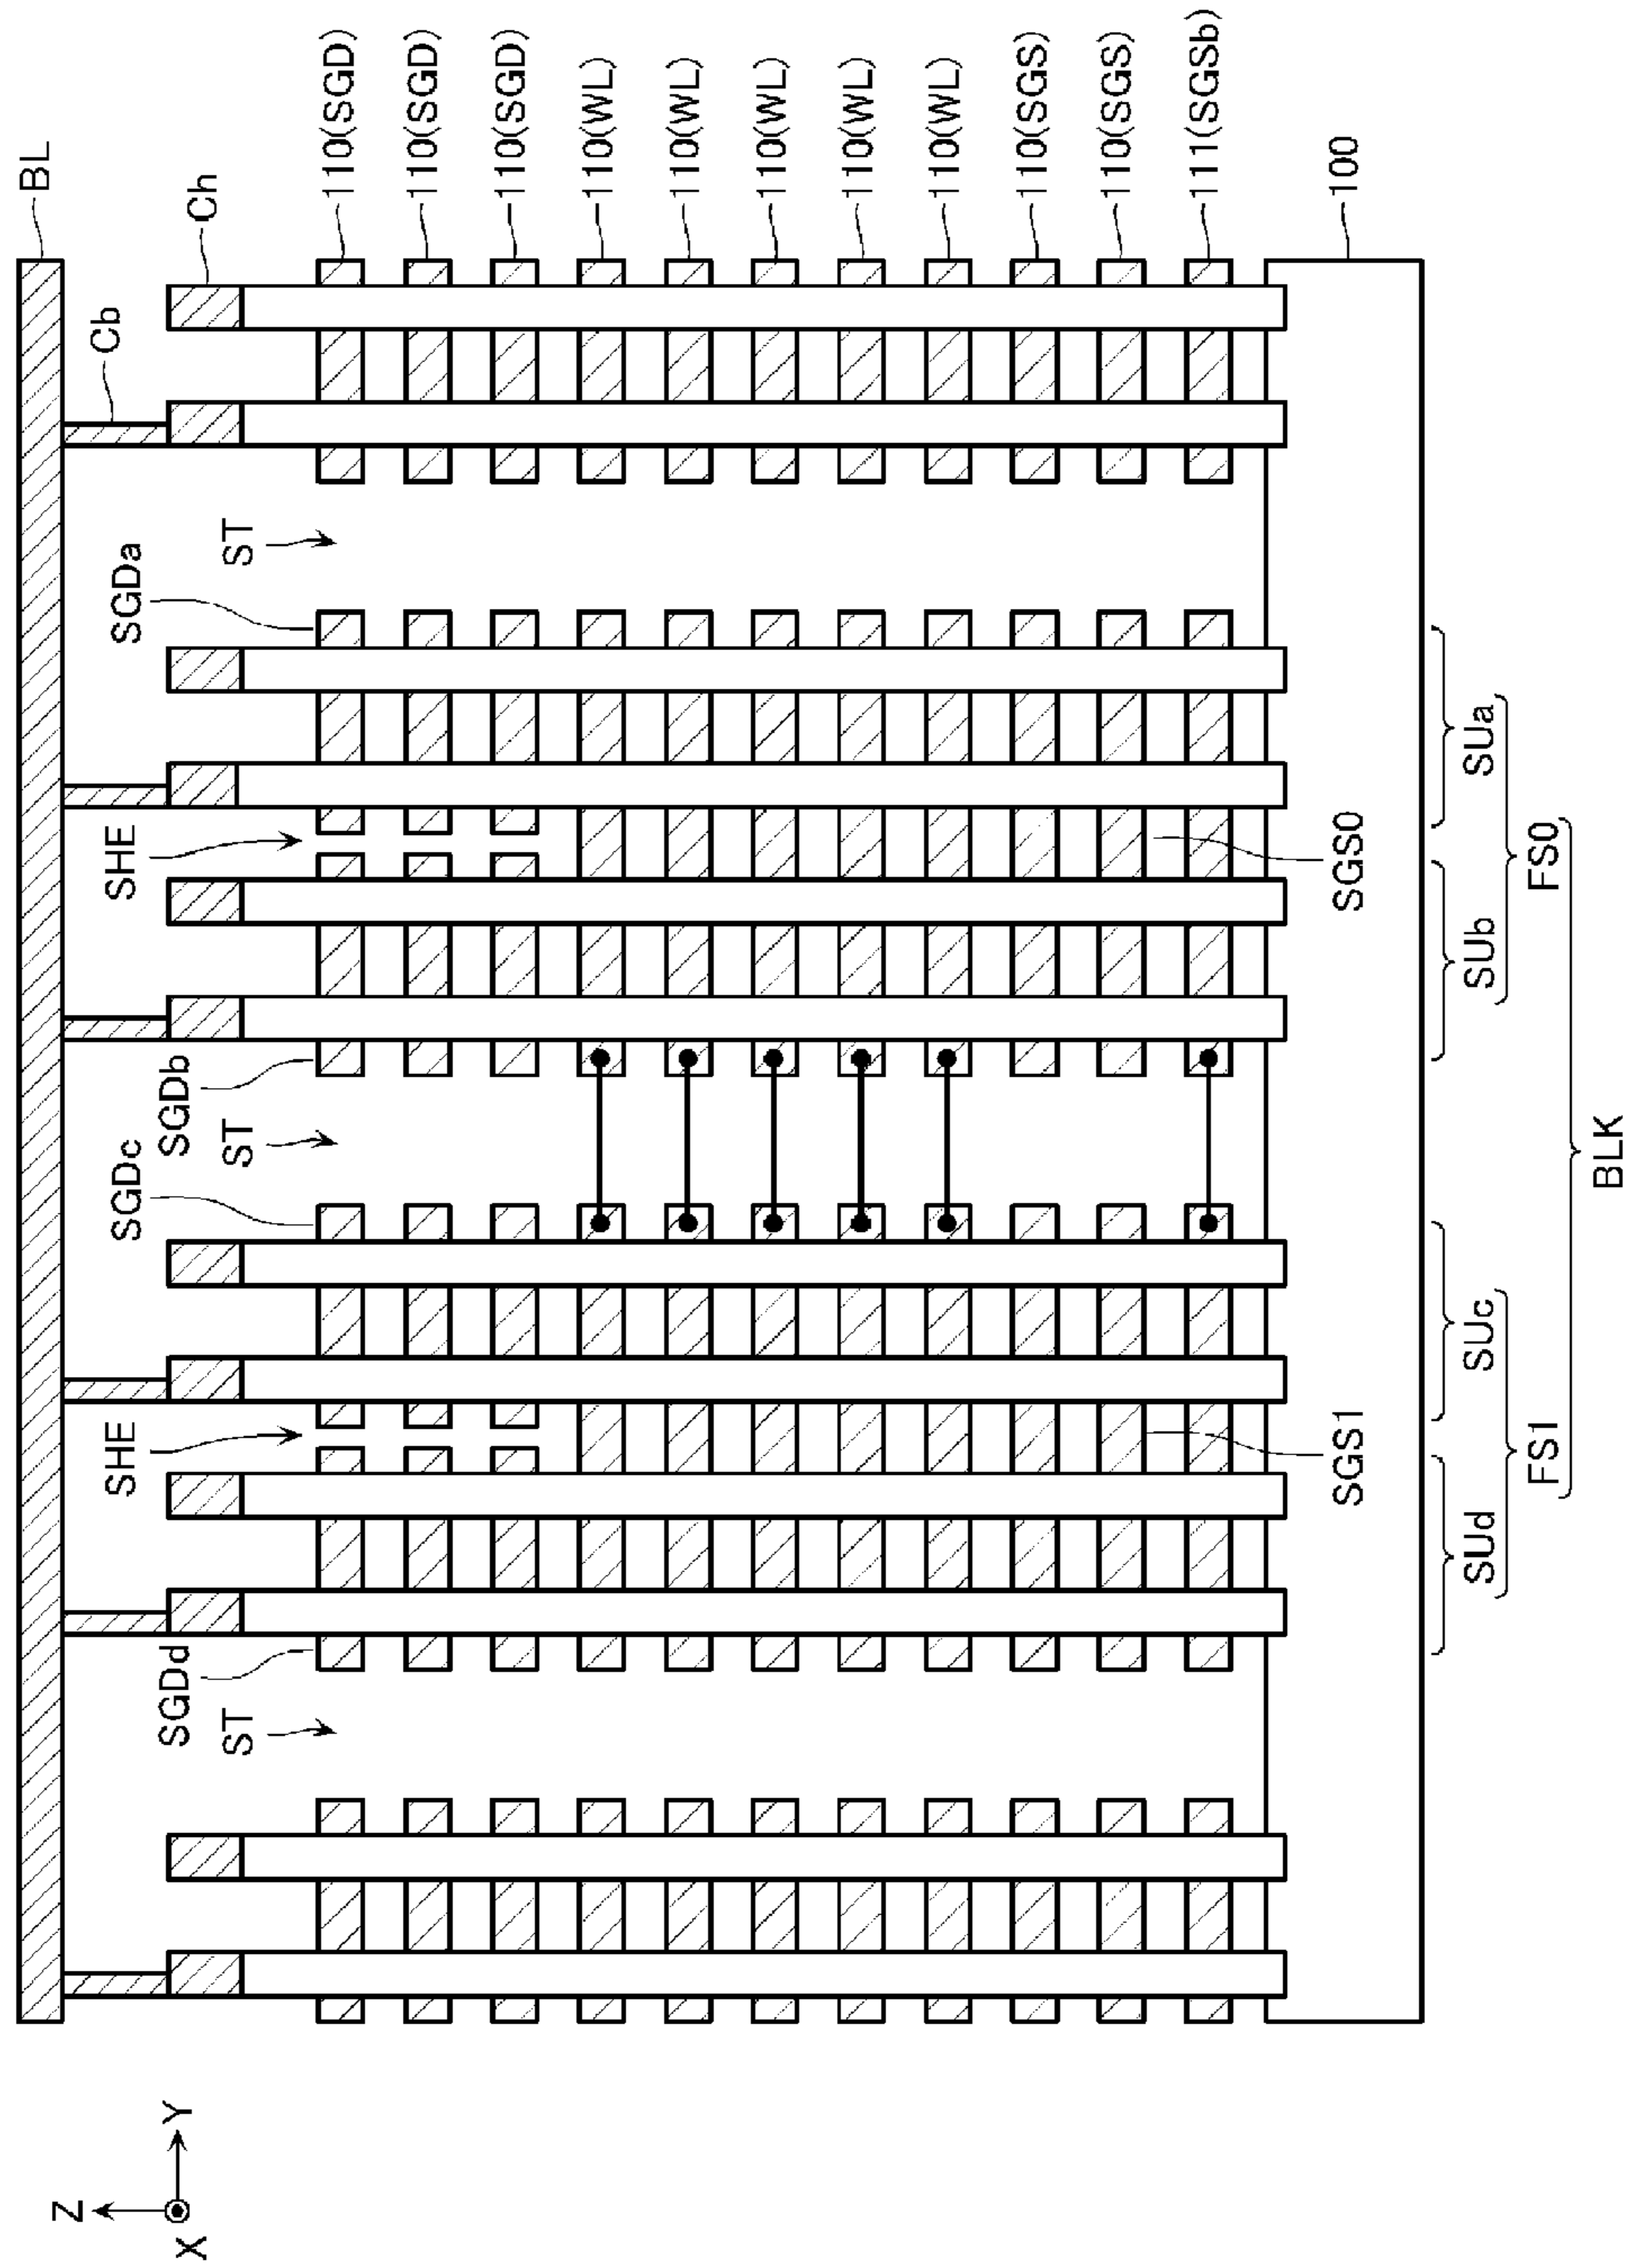 BL
Cb
Ch
110(SGD)
110(SGD)
110(SGD)
110(WL)
110(WL)
110(WL)
110(WL)
110(WL)
110(SGS)
110(SGS)
111(SGSb)
100
SGDd
ST
SHE
SGDc
ST
SGDb
SHE
SGDa
ST
SGS1
SGS0
SUd
SUc
SUb
SUa
FS1
FS0
BLK
Z
Y
X